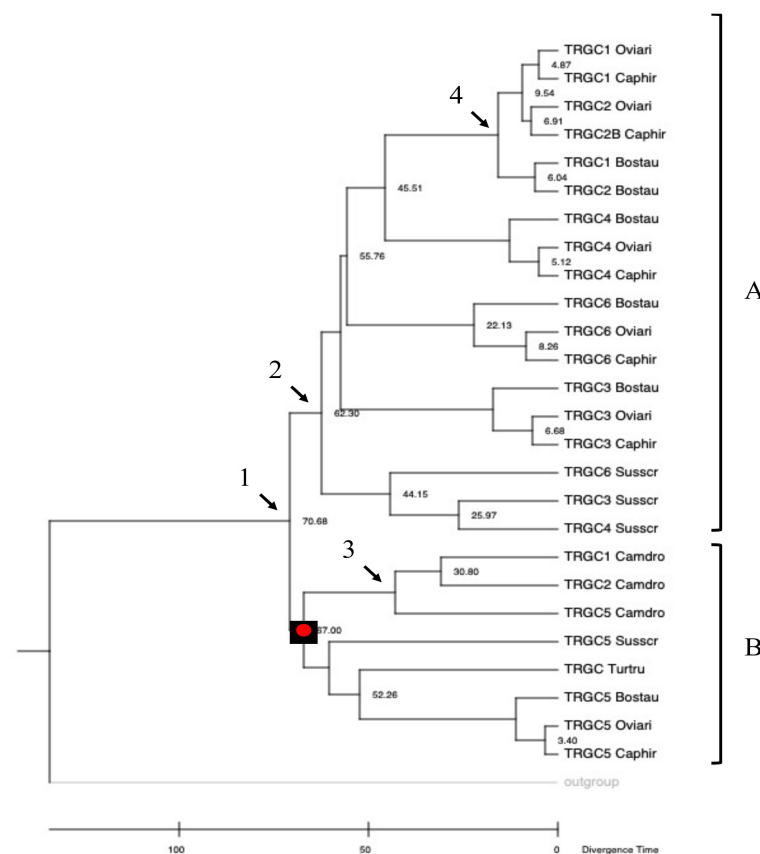 TRGC1 Oviari
4.87
TRGC1 Caphir
9.54
4
TRGC2 Oviari
6.91
TRGC2B Caphir
TRGC1 Bostau
6.04
45.51
TRGC2 Bostau
TRGC4 Bostau
TRGC4 Oviari
55.76
5.12
TRGC4 Caphir
A
TRGC6 Bostau
22.13
TRGC6 Oviari
8.26
TRGC6 Caphir
2
TRGC3 Bostau
62.30
TRGC3 Oviari
6.68
TRGC3 Caphir
1
TRGC6 Susscr
44.15
TRGC3 Susscr
25.97
70.68
TRGC4 Susscr
3
TRGC1 Camdro
30.80
TRGC2 Camdro
TRGC5 Camdro
67.00
TRGC5 Susscr
B
TRGC Turtru
52.26
TRGC5 Bostau
TRGC5 Oviari
3.40
TRGC5 Caphir
outgroup
100 50 0 Divergence Time